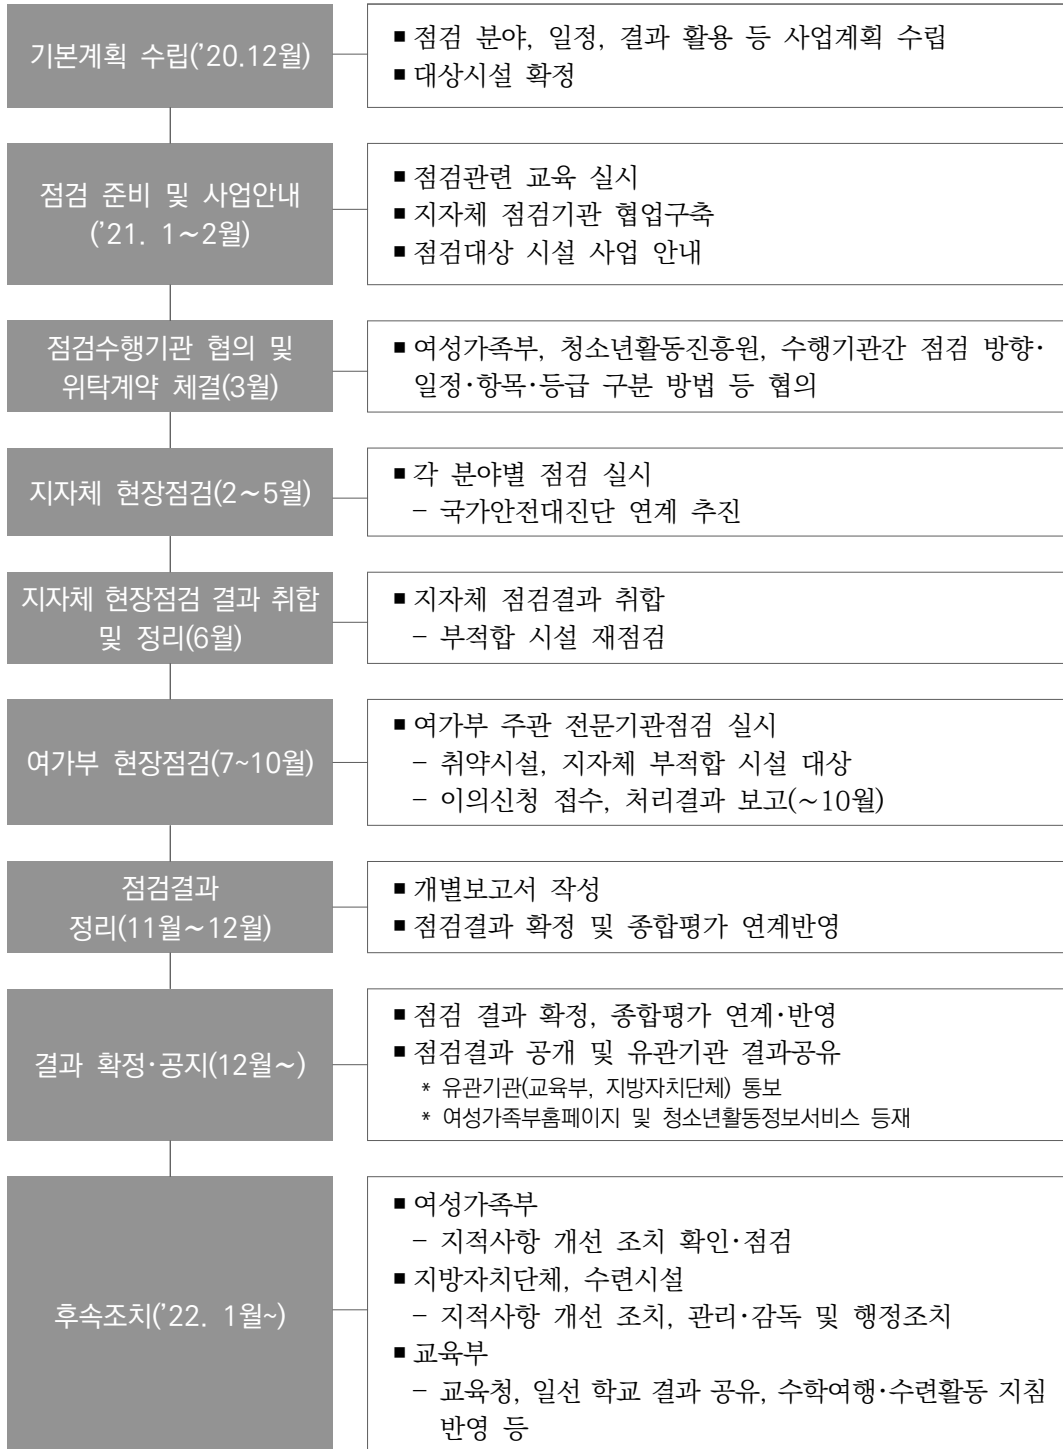 기본계획 수립('20.12월)
■ 점검 분야, 일정, 결과 활용 등 사업계획 수립
■ 대상시설 확정
점검 준비 및 사업안내
('21. 1～2월)
■ 점검관련 교육 실시
■ 지자체 점검기관 협업구축
■ 점검대상 시설 사업 안내
점검수행기관 협의 및
위탁계약 체결(3월)
■ 여성가족부, 청소년활동진흥원, 수행기관간 점검 방향·
일정·항목·등급 구분 방법 등 협의
지자체 현장점검(2～5월)
■ 각 분야별 점검 실시
- 국가안전대진단 연계 추진
지자체 현장점검 결과 취합
및 정리(6월)
■ 지자체 점검결과 취합
- 부적합 시설 재점검
여가부 현장점검(7~10월)
■ 여가부 주관 전문기관점검 실시
- 취약시설, 지자체 부적합 시설 대상
- 이의신청 접수, 처리결과 보고(～10월)
점검결과
정리(11월～12월)
■ 개별보고서 작성
■ 점검결과 확정 및 종합평가 연계반영
결과 확정·공지(12월～)
■ 점검 결과 확정, 종합평가 연계·반영
■ 점검결과 공개 및 유관기관 결과공유
* 유관기관(교육부, 지방자치단체) 통보
* 여성가족부홈페이지 및 청소년활동정보서비스 등재
후속조치('22. 1월~)
■ 여성가족부
- 지적사항 개선 조치 확인·점검
■ 지방자치단체, 수련시설
- 지적사항 개선 조치, 관리·감독 및 행정조치
■ 교육부
- 교육청, 일선 학교 결과 공유, 수학여행·수련활동 지침
반영 등